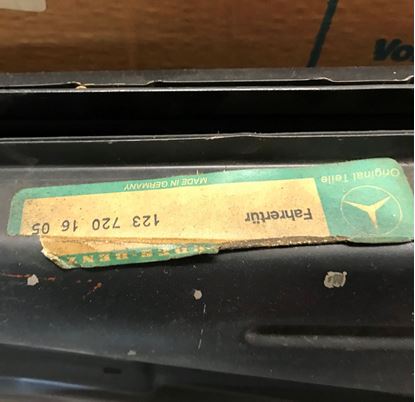 Original Teile
MADE IN GERMANY
Fahrertür
123 720 16 05